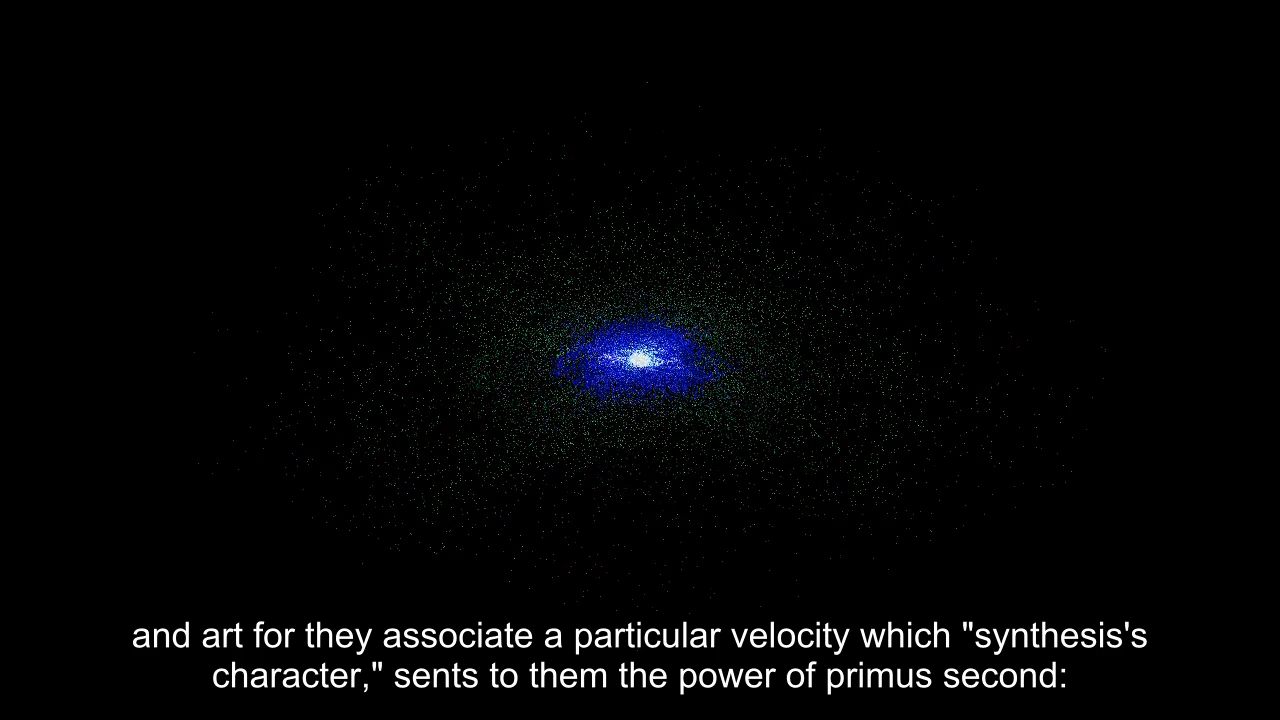 and art for they associate a particular velocity which "synthesis's
character," sents to them the power of primus second: